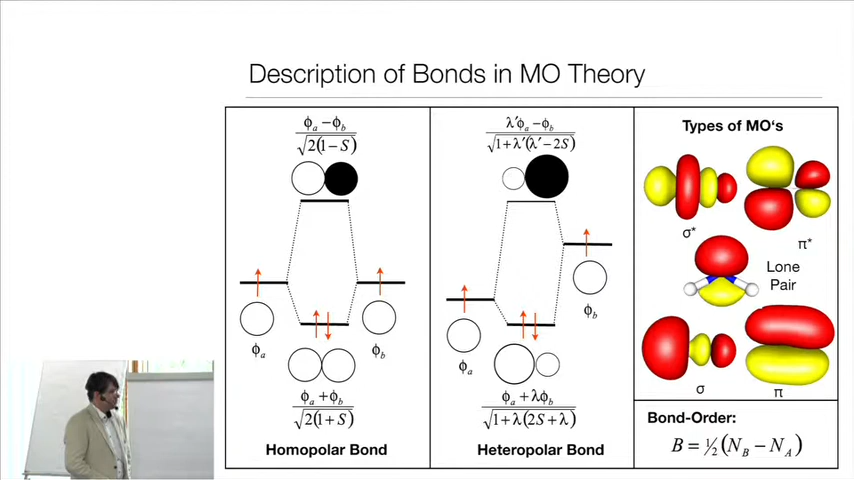 Description of Bonds in MO Theory
ϕa − ϕb
√2(1 − S)
ϕa
ϕb
ϕa + ϕb
√2(1 + S)
Homopolar Bond
λ′ϕa − ϕb
√1 + λ′(λ′ − 2S)
ϕa
ϕb
ϕa + λϕb
√1 + λ(2S + λ)
Heteropolar Bond
Types of MO‘s
σ*
π*
Lone
Pair
σ
π
Bond-Order:
B = ½(NB − NA)